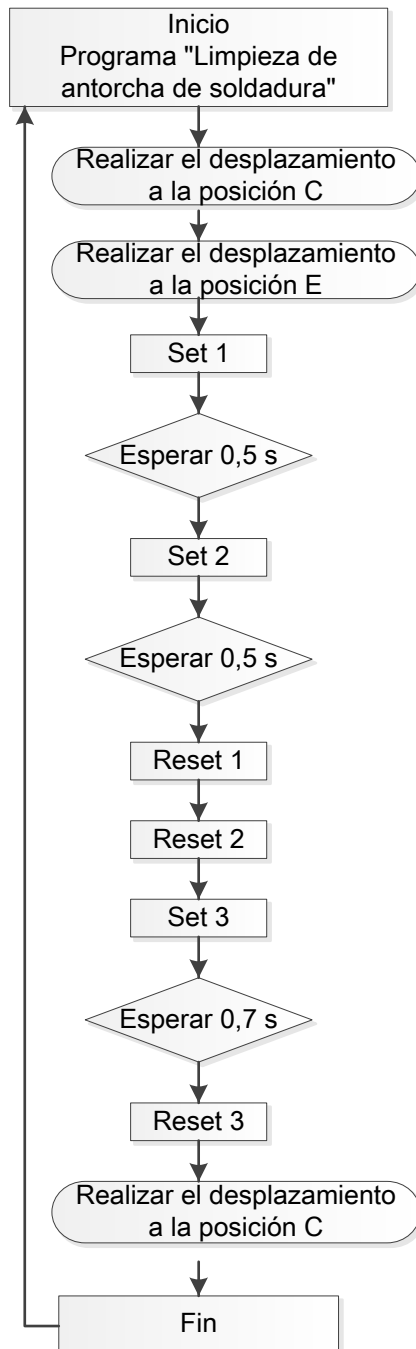 Inicio
Programa "Limpieza de
antorcha de soldadura"
Realizar el desplazamiento
a la posición C
Realizar el desplazamiento
a la posición E
Set 1
Esperar 0,5 s
Set 2
Esperar 0,5 s
Reset 1
Reset 2
Set 3
Esperar 0,7 s
Reset 3
Realizar el desplazamiento
a la posición C
Fin